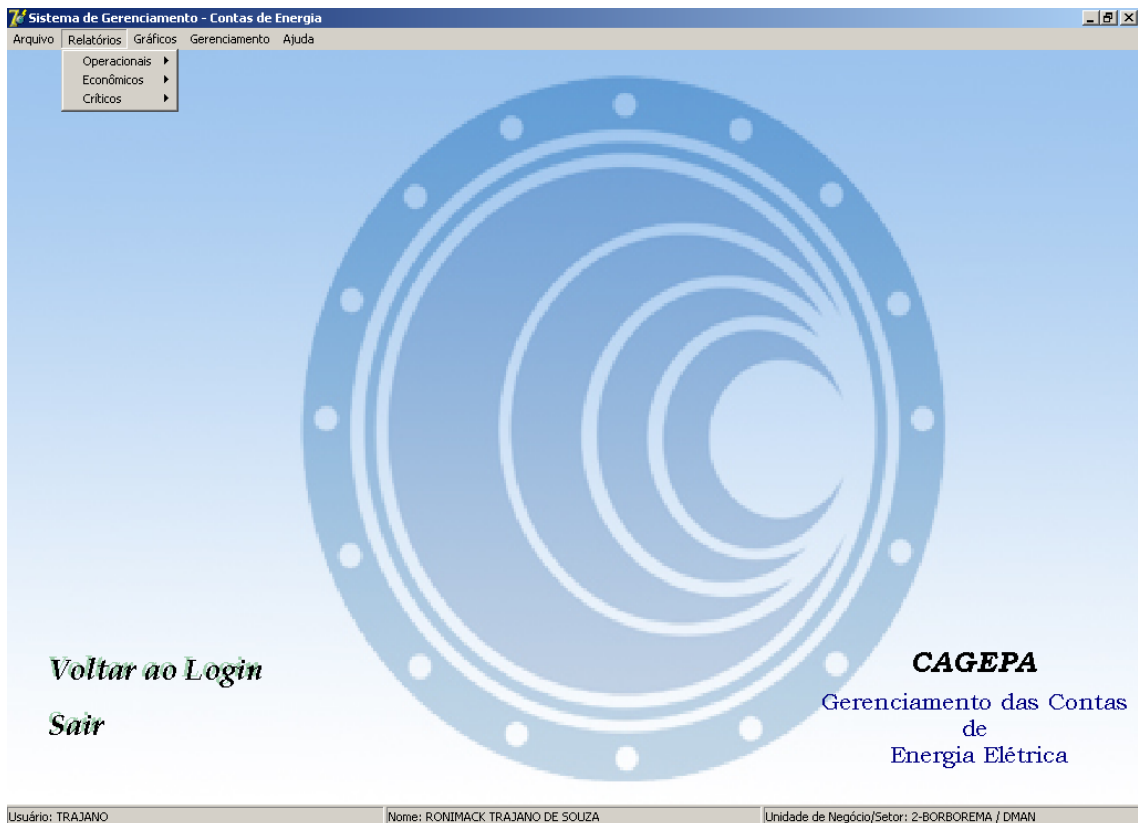 Sistema de Gerenciamento - Contas de Energia
Arquivo Relatórios Gráficos Gerenciamento Ajuda
Operacionais
Econômicos
Críticos
Voltar ao Login
Sair
CAGEPA
Gerenciamento das Contas
de
Energia Elétrica
Usuário: TRAJANO Nome: RONIMACK TRAJANO DE SOUZA Unidade de Negócio/Setor: 2-BORBOREMA / DMAN